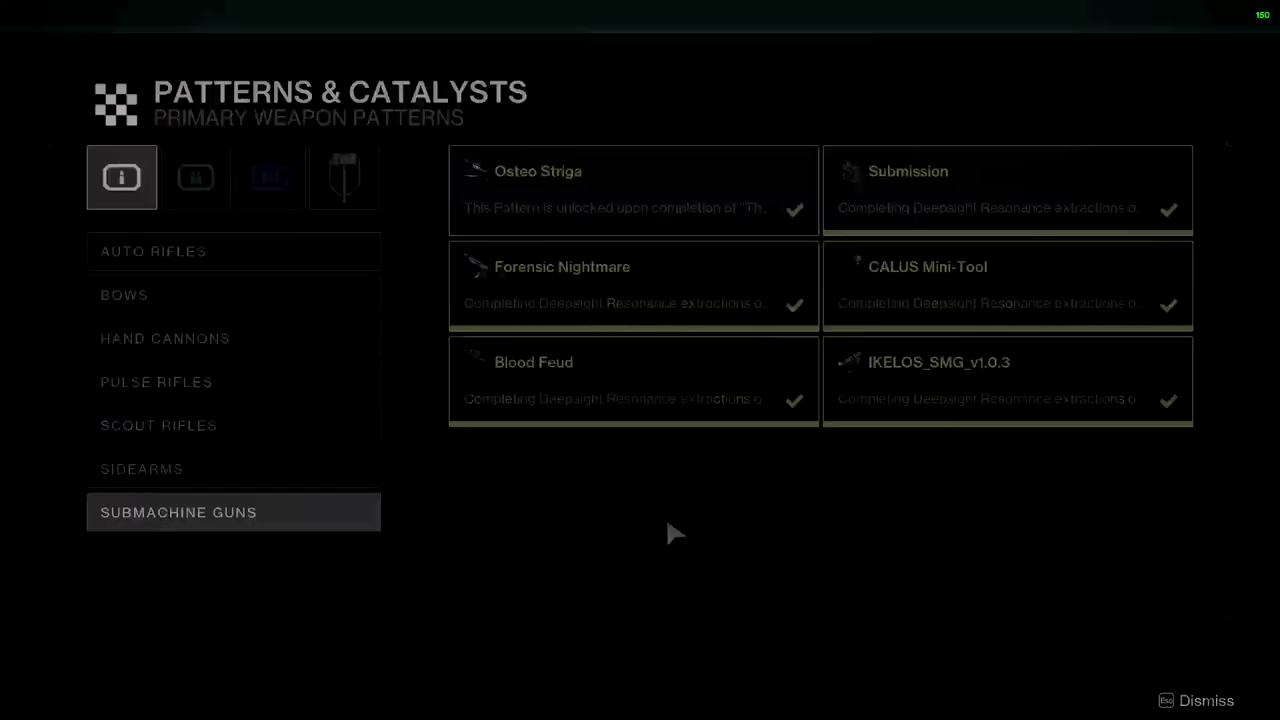 150
PATTERNS & CATALYSTS
PRIMARY WEAPON PATTERNS
AUTO RIFLES
BOWS
HAND CANNONS
PULSE RIFLES
SCOUT RIFLES
SIDEARMS
SUBMACHINE GUNS
Osteo Striga
This Pattern is unlocked upon completion of "Th..
Submission
Completing Deepsight Resonance extractions o..
Forensic Nightmare
Completing Deepsight Resonance extractions o..
CALUS Mini-Tool
Completing Deepsight Resonance extractions o..
Blood Feud
Completing Deepsight Resonance extractions o
IKELOS_SMG_v1.0.3
Completing Deepsight Resonance extractions o
Esc Dismiss